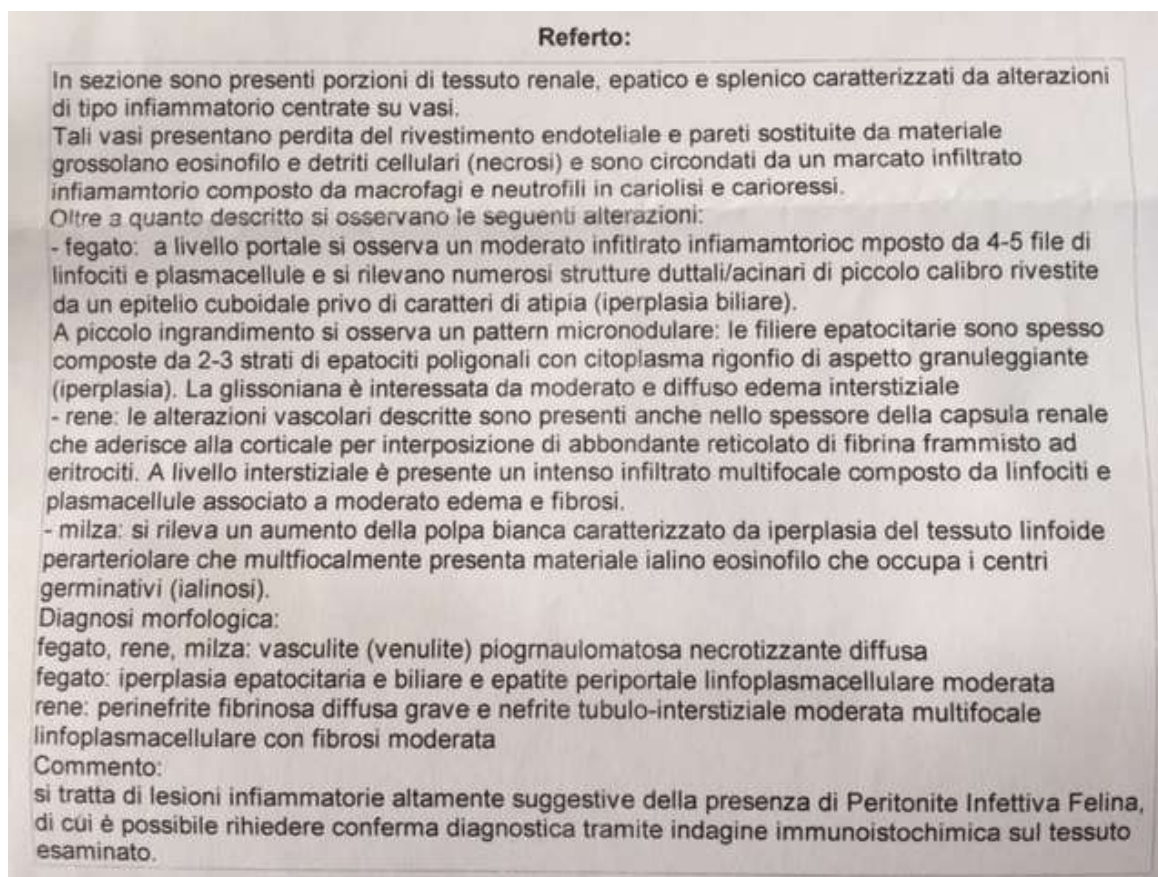 Referto:
In sezione sono presenti porzioni di tessuto renale, epatico e splenico caratterizzati da alterazioni
di tipo infiammatorio centrate su vasi.
Tali vasi presentano perdita del rivestimento endoteliale e pareti sostituite da materiale
grossolano eosinofilo e detriti cellulari (necrosi) e sono circondati da un marcato infiltrato
infiamamtorio composto da macrofagi e neutrofili in cariolisi e carioressi.
Oltre a quanto descritto si osservano le seguenti alterazioni:
- fegato: a livello portale si osserva un moderato infitlrato infiamamtorioc mposto da 4-5 file di
linfociti e plasmacellule e si rilevano numerosi strutture duttali/acinari di piccolo calibro rivestite
da un epitelio cuboidale privo di caratteri di atipia (iperplasia biliare).
A piccolo ingrandimento si osserva un pattern micronodulare: le filiere epatocitarie sono spesso
composte da 2-3 strati di epatociti poligonali con citoplasma rigonfio di aspetto granuleggiante
(iperplasia). La glissoniana è interessata da moderato e diffuso edema interstiziale
- rene: le alterazioni vascolari descritte sono presenti anche nello spessore della capsula renale
che aderisce alla corticale per interposizione di abbondante reticolato di fibrina frammisto ad
eritrociti. A livello interstiziale è presente un intenso infiltrato multifocale composto da linfociti e
plasmacellule associato a moderato edema e fibrosi.
- milza: si rileva un aumento della polpa bianca caratterizzato da iperplasia del tessuto linfoide
perarteriolare che multfiocalmente presenta materiale ialino eosinofilo che occupa i centri
germinativi (ialinosi).
Diagnosi morfologica:
fegato, rene, milza: vasculite (venulite) piogrnaulomatosa necrotizzante diffusa
fegato: iperplasia epatocitaria e biliare e epatite periportale linfoplasmacellulare moderata
rene: perinefrite fibrinosa diffusa grave e nefrite tubulo-interstiziale moderata multifocale
linfoplasmacellulare con fibrosi moderata
Commento:
si tratta di lesioni infiammatorie altamente suggestive della presenza di Peritonite Infettiva Felina,
di cui è possibile rihiedere conferma diagnostica tramite indagine immunoistochimica sul tessuto
esaminato.